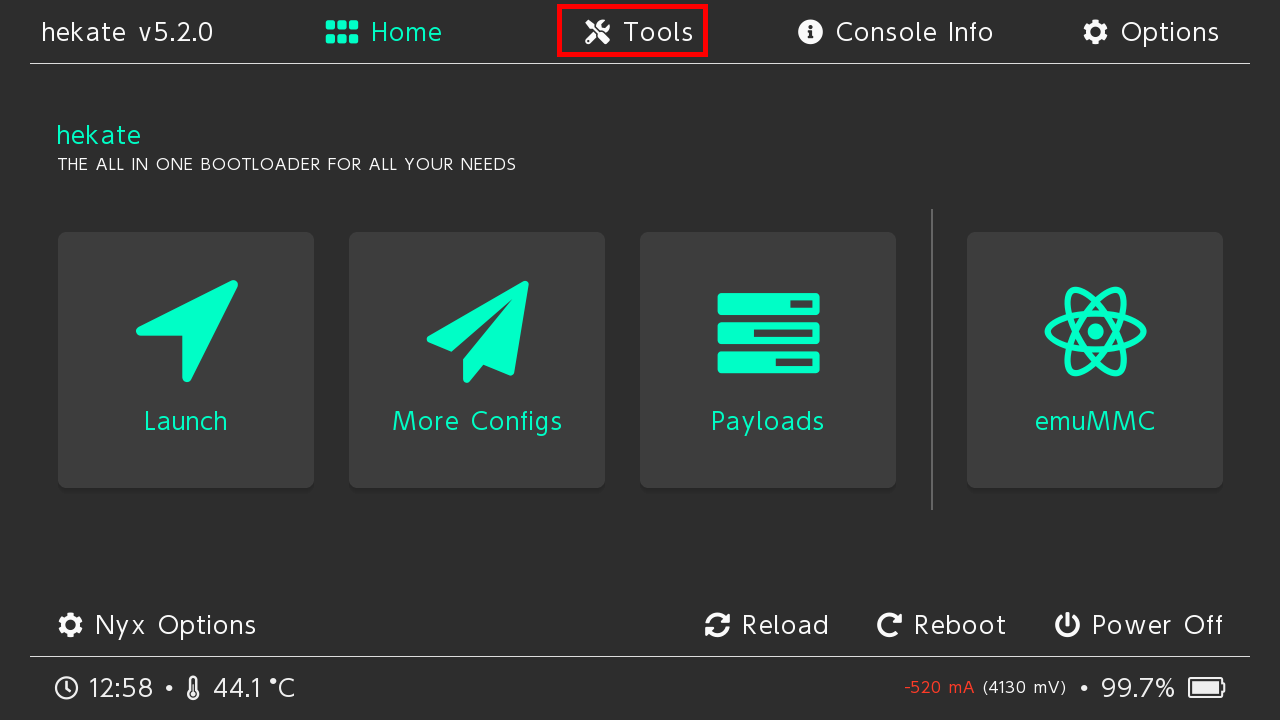 hekate v5.2.0 Home Tools Console Info Options
hekate
THE ALL IN ONE BOOTLOADER FOR ALL YOUR NEEDS
Launch More Configs Payloads emuMMC
Nyx Options Reload Reboot Power Off
12:58 • 44.1 °C -520 mA (4130 mV) • 99.7%